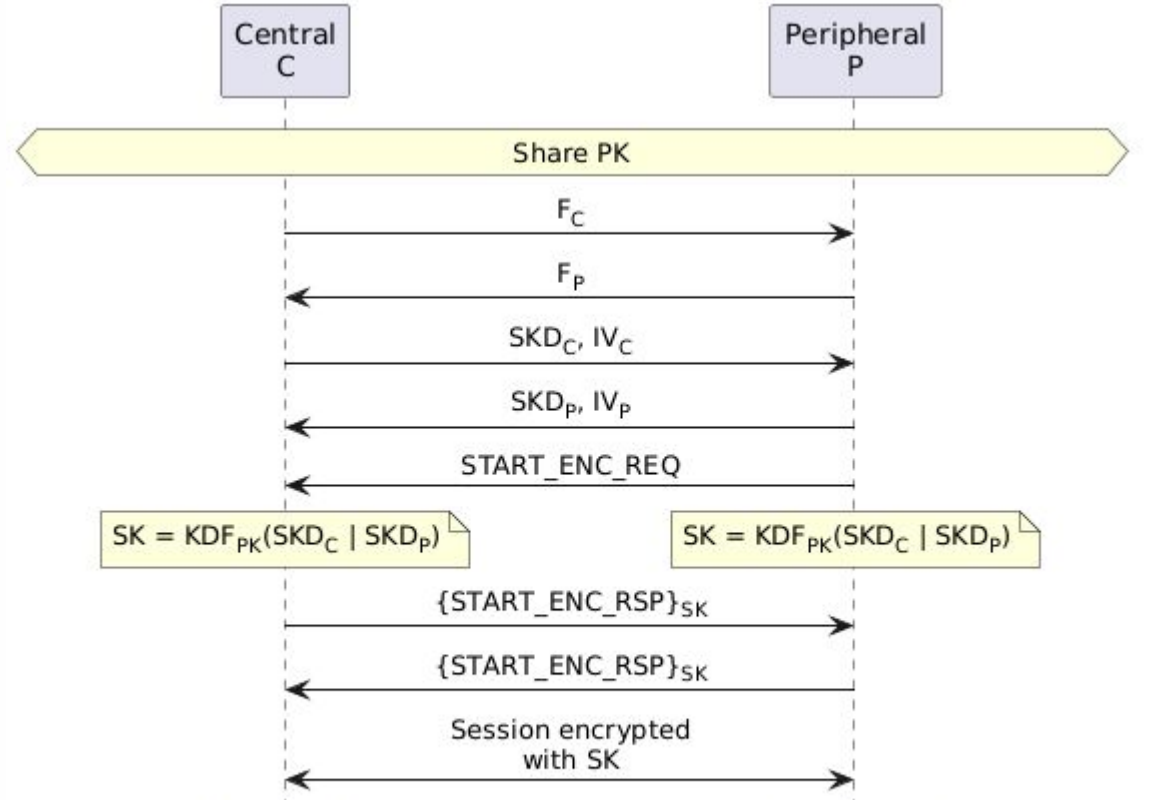 Central
C
Peripheral
P
Share PK
F_C
F_P
SKD_C, IV_C
SKD_P, IV_P
START_ENC_REQ
SK = KDF_PK(SKD_C | SKD_P)
SK = KDF_PK(SKD_C | SKD_P)
{START_ENC_RSP}_SK
{START_ENC_RSP}_SK
Session encrypted
with SK